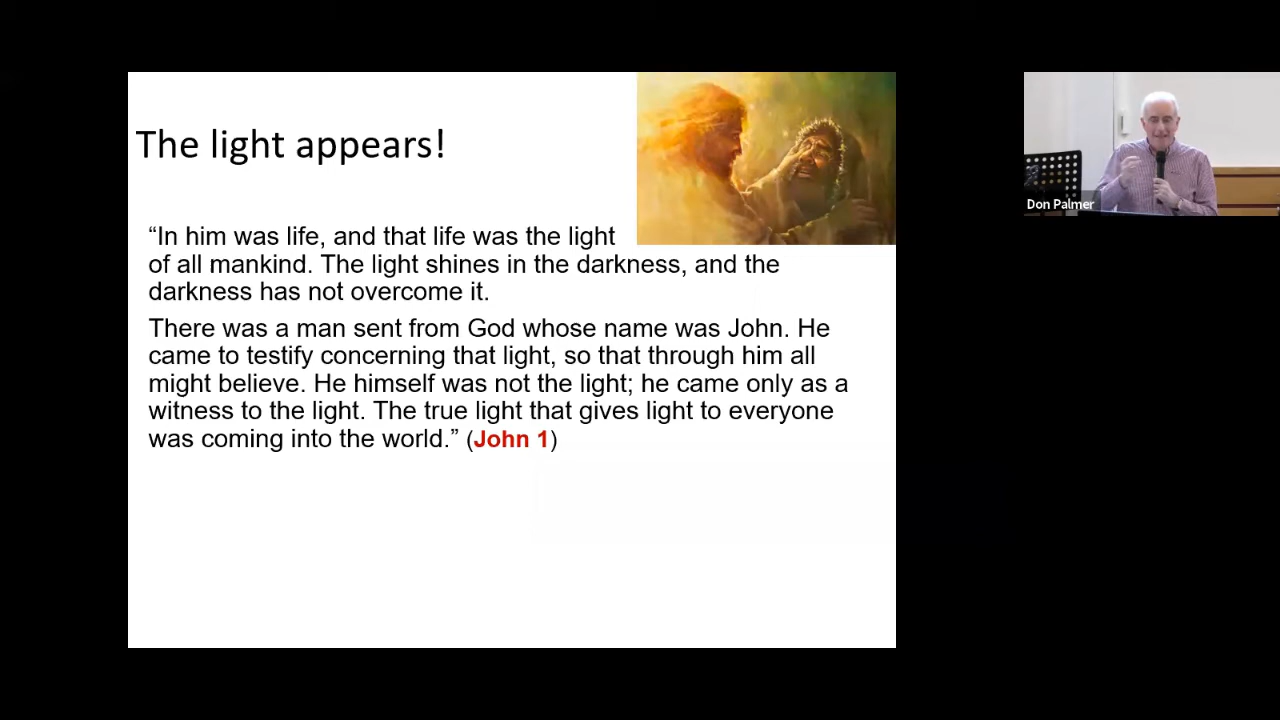 The light appears!
“In him was life, and that life was the light
of all mankind. The light shines in the darkness, and the
darkness has not overcome it.
There was a man sent from God whose name was John. He
came to testify concerning that light, so that through him all
might believe. He himself was not the light; he came only as a
witness to the light. The true light that gives light to everyone
was coming into the world.” (John 1)
Don Palmer